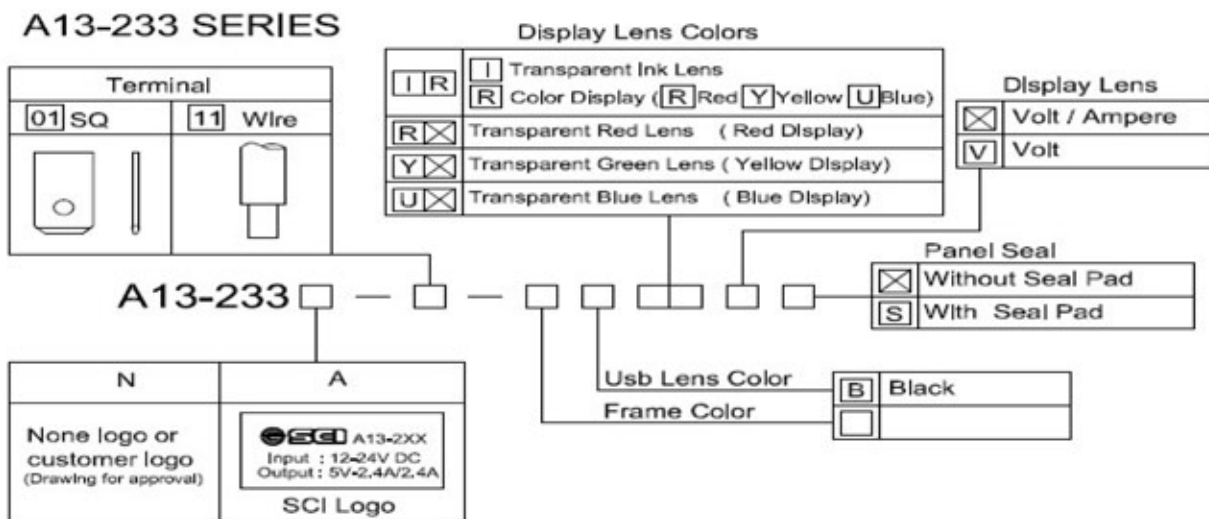 A13-233 SERIES
Terminal
01 SQ
11 Wire
Display Lens Colors
I R
I Transparent Ink Lens
R Color Display ( R Red Y Yellow U Blue)
R Transparent Red Lens ( Red Display)
Y Transparent Green Lens ( Yellow Display)
U Transparent Blue Lens ( Blue Display)
Display Lens
Volt / Ampere
V Volt
A13-233 — —
Panel Seal
Without Seal Pad
S With Seal Pad
N
None logo or
customer logo
(Drawing for approval)
A
SCI A13-2XX
Input : 12-24V DC
Output : 5V-2.4A/2.4A
SCI Logo
Usb Lens Color
Frame Color
B Black